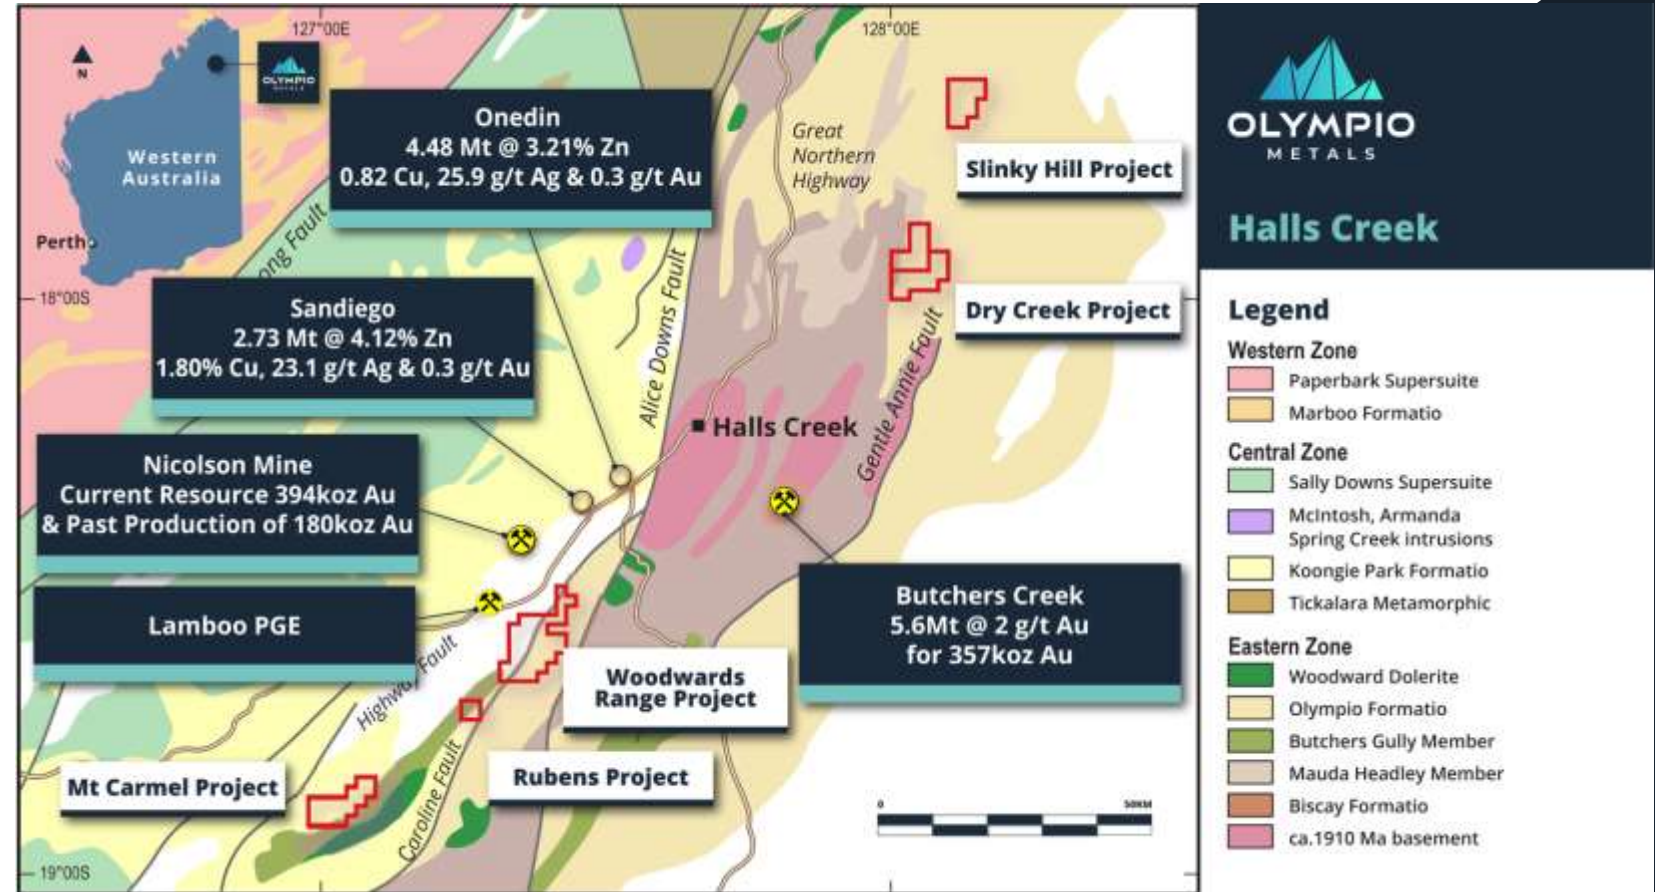 127°00E
128°00E
N
OLYMPIO
METALS
Western
Australia
Perth
ong Fault
18°00S
19°00S
Onedin
4.48 Mt @ 3.21% Zn
0.82 Cu, 25.9 g/t Ag & 0.3 g/t Au
Sandiego
2.73 Mt @ 4.12% Zn
1.80% Cu, 23.1 g/t Ag & 0.3 g/t Au
Nicolson Mine
Current Resource 394koz Au
& Past Production of 180koz Au
Lamboo PGE
Great
Northern
Highway
Alice Downs Fault
Halls Creek
Gentle Annie Fault
Slinky Hill Project
Dry Creek Project
Butchers Creek
5.6Mt @ 2 g/t Au
for 357koz Au
Woodwards
Range Project
Highway Fault
Caroline Fault
Rubens Project
Mt Carmel Project
0
50KM
OLYMPIO
METALS
Halls Creek
Legend
Western Zone
Paperbark Supersuite
Marboo Formatio
Central Zone
Sally Downs Supersuite
McIntosh, Armanda
Spring Creek intrusions
Koongie Park Formatio
Tickalara Metamorphic
Eastern Zone
Woodward Dolerite
Olympio Formatio
Butchers Gully Member
Mauda Headley Member
Biscay Formatio
ca.1910 Ma basement